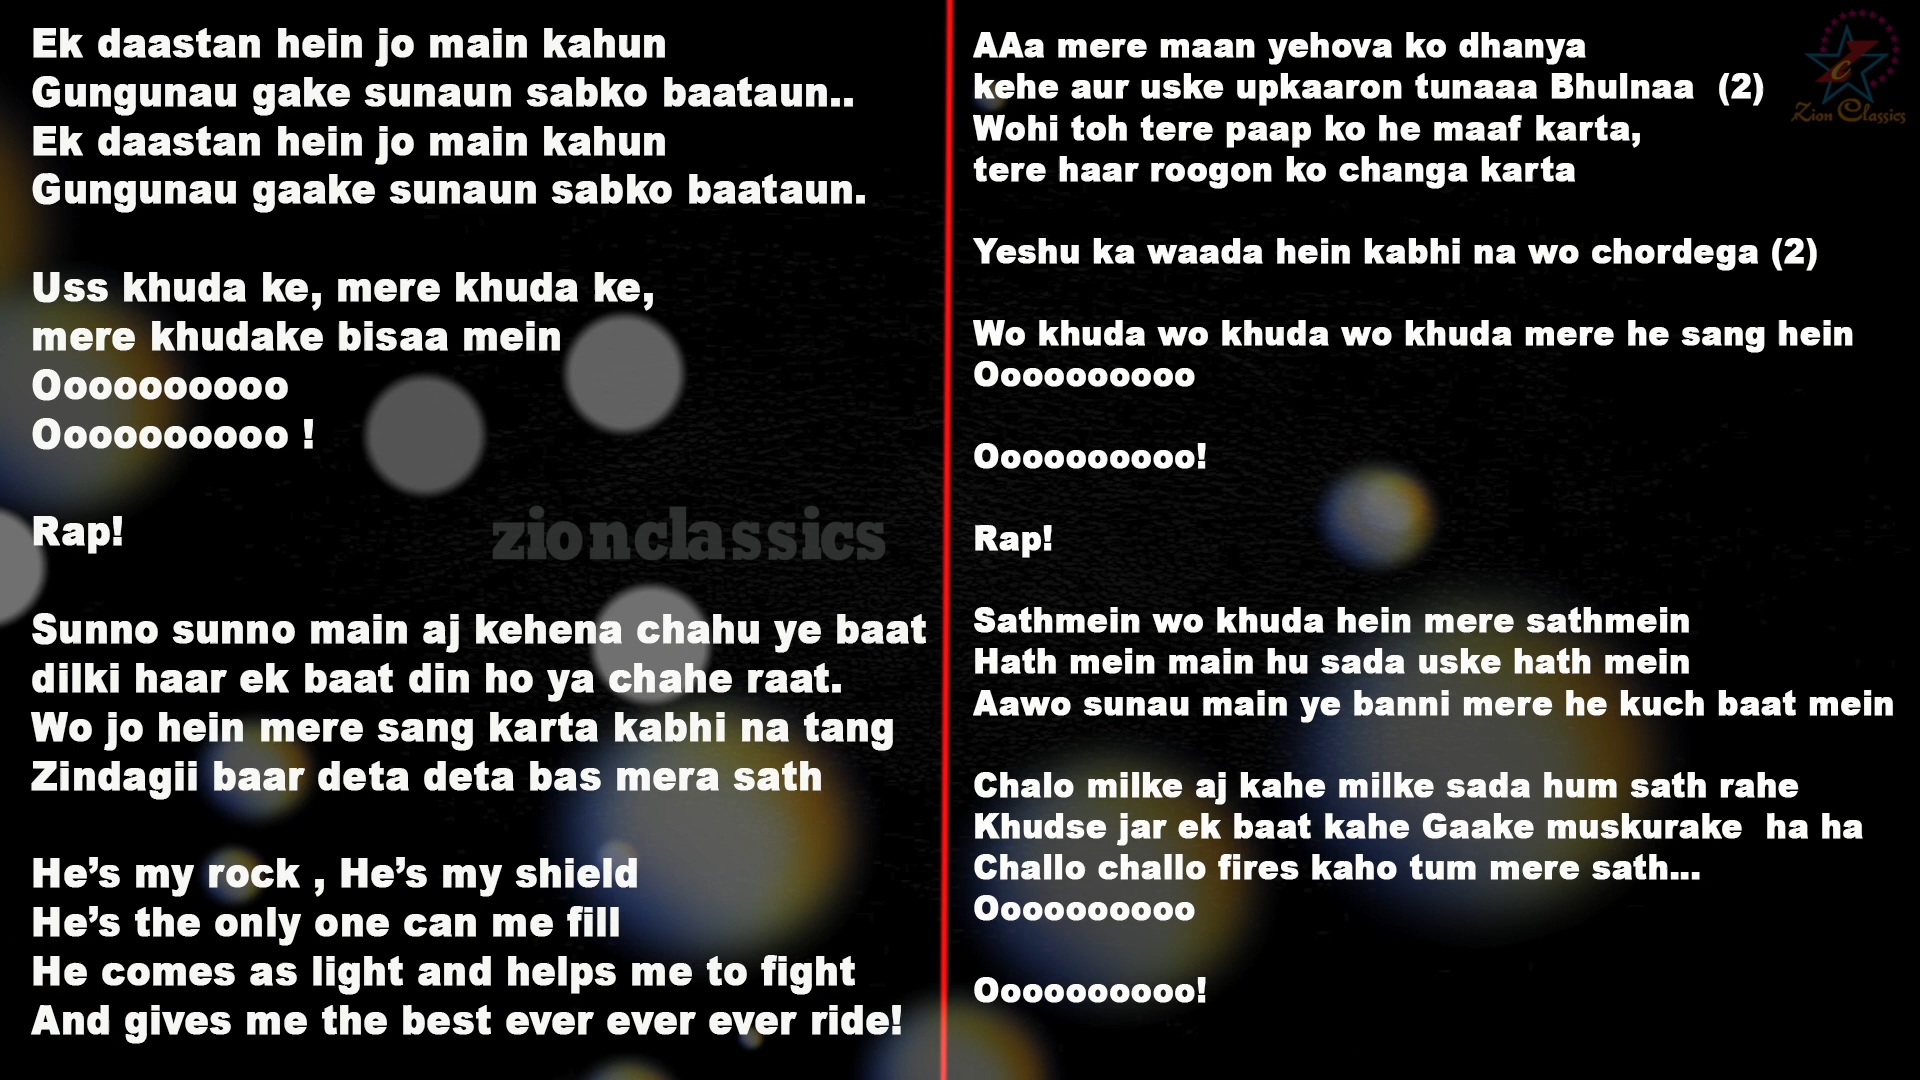 Ek daastan hein jo main kahun
Gungunau gake sunaun sabko baataun..
Ek daastan hein jo main kahun
Gungunau gaake sunaun sabko baataun.
Uss khuda ke, mere khuda ke,
mere khudake bisaa mein
Oooooooooo
Oooooooooo !
Rap!
Sunno sunno main aj kehena chahu ye baat
dilki haar ek baat din ho ya chahe raat.
Wo jo hein mere sang karta kabhi na tang
Zindagii baar deta deta bas mera sath
He’s my rock , He’s my shield
He’s the only one can me fill
He comes as light and helps me to fight
And gives me the best ever ever ever ride!
zionclassics
AAa mere maan yehova ko dhanya
kehe aur uske upkaaron tunaaa Bhulnaa (2)
Wohi toh tere paap ko he maaf karta,
tere haar roogon ko changa karta
Yeshu ka waada hein kabhi na wo chordega (2)
Wo khuda wo khuda wo khuda mere he sang hein
Oooooooooo
Oooooooooo!
Rap!
Sathmein wo khuda hein mere sathmein
Hath mein main hu sada uske hath mein
Aawo sunau main ye banni mere he kuch baat mein
Chalo milke aj kahe milke sada hum sath rahe
Khudse jar ek baat kahe Gaake muskurake ha ha
Challo challo fires kaho tum mere sath...
Oooooooooo
Oooooooooo!
C
Zion Classics